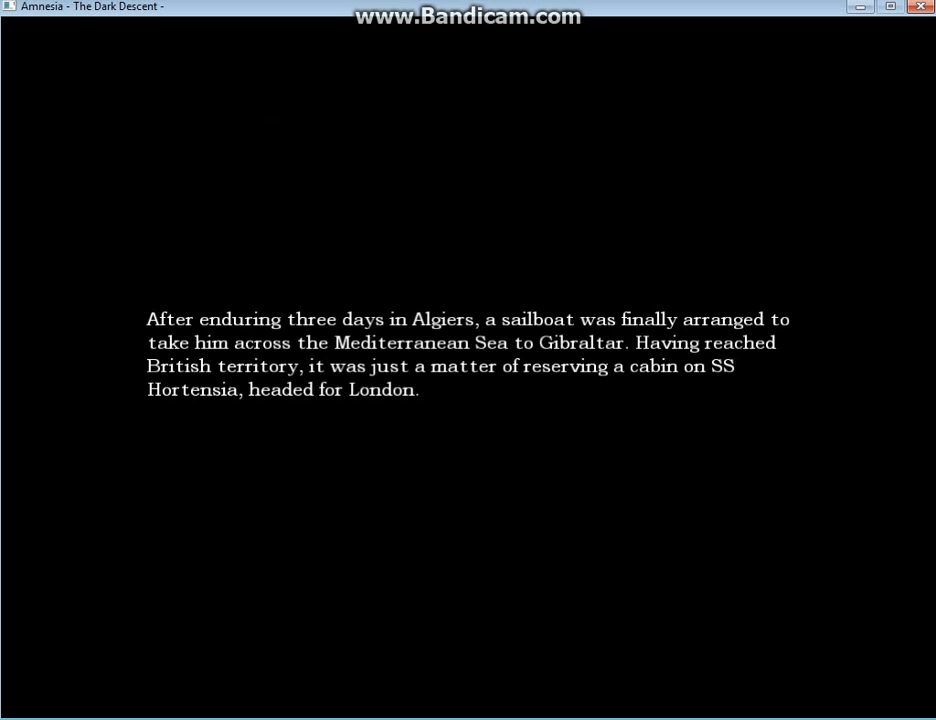 Amnesia - The Dark Descent -
www.Bandicam.com
After enduring three days in Algiers, a sailboat was finally arranged to
take him across the Mediterranean Sea to Gibraltar. Having reached
British territory, it was just a matter of reserving a cabin on SS
Hortensia, headed for London.